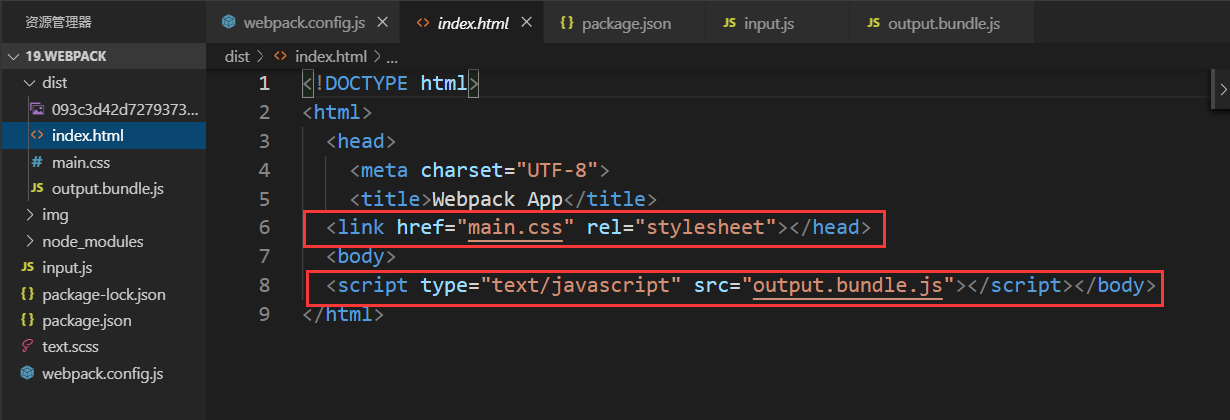 资源管理器
19.WEBPACK
dist
093c3d42d7279373...
index.html
main.css
output.bundle.js
img
node_modules
input.js
package-lock.json
package.json
text.scss
webpack.config.js
webpack.config.js index.html package.json input.js output.bundle.js
dist > index.html > ...
1 <!DOCTYPE html>
2 <html>
3 <head>
4 <meta charset="UTF-8">
5 <title>Webpack App</title>
6 <link href="main.css" rel="stylesheet"></head>
7 <body>
8 <script type="text/javascript" src="output.bundle.js"></script></body>
9 </html>